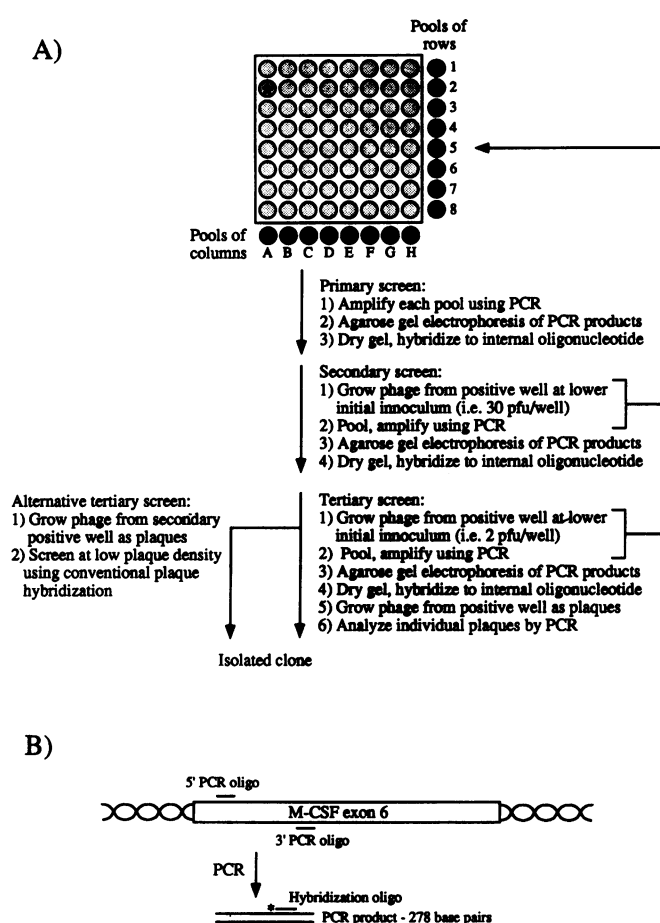 A)
Pools of
rows
1
2
3
4
5
6
7
8
Pools of
columns
A B C D E F G H
Primary screen:
1) Amplify each pool using PCR
2) Agarose gel electrophoresis of PCR products
3) Dry gel, hybridize to internal oligonucleotide
Secondary screen:
1) Grow phage from positive well at lower
initial innoculum (i.e. 30 pfu/well)
2) Pool, amplify using PCR
3) Agarose gel electrophoresis of PCR products
4) Dry gel, hybridize to internal oligonucleotide
Alternative tertiary screen:
1) Grow phage from secondary
positive well as plaques
2) Screen at low plaque density
using conventional plaque
hybridization
Tertiary screen:
1) Grow phage from positive well at lower
initial innoculum (i.e. 2 pfu/well)
2) Pool, amplify using PCR
3) Agarose gel electrophoresis of PCR products
4) Dry gel, hybridize to internal oligonucleotide
5) Grow phage from positive well as plaques
6) Analyze individual plaques by PCR
Isolated clone
B)
5' PCR oligo
M-CSF exon 6
3' PCR oligo
PCR
* Hybridization oligo
PCR product - 278 base pairs